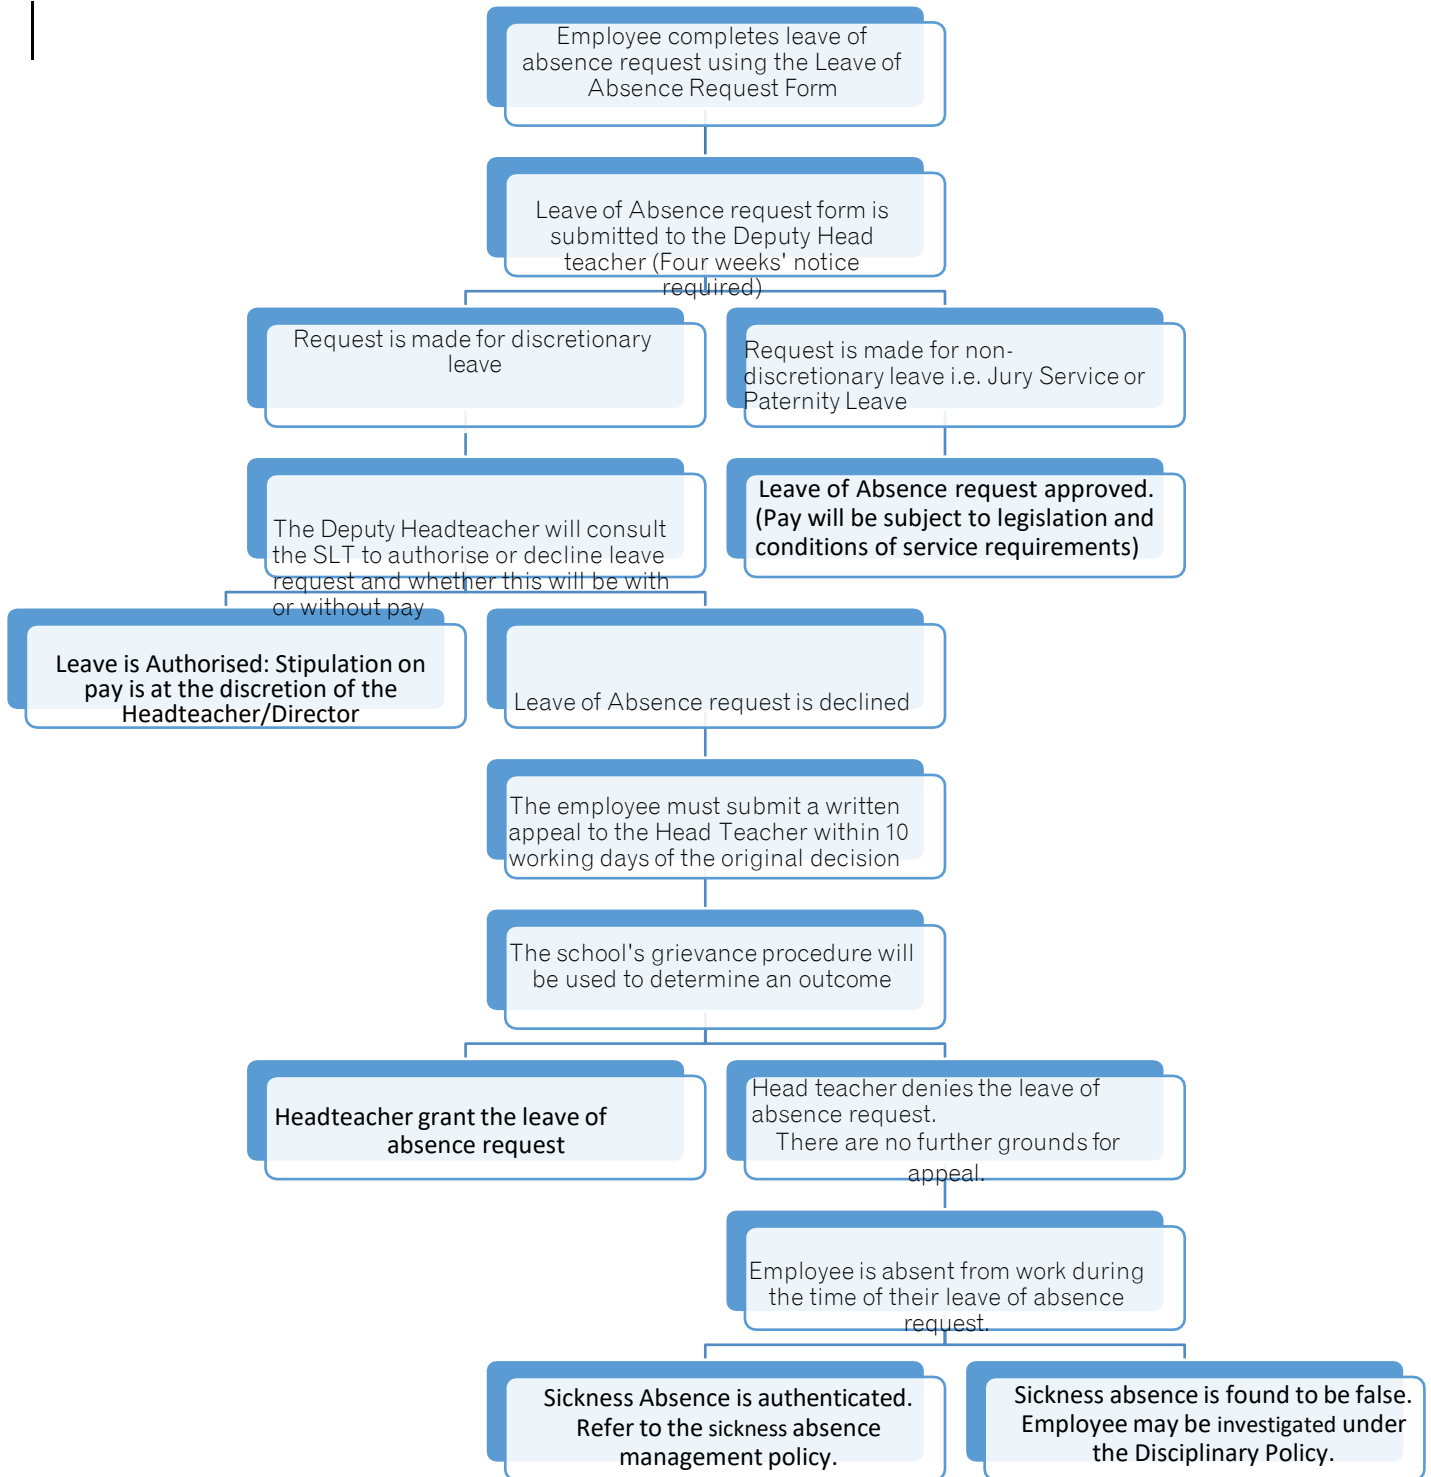 Employee completes leave of
absence request using the Leave of
Absence Request Form
Leave of Absence request form is
submitted to the Deputy Head
teacher (Four weeks' notice
required)
Request is made for discretionary
leave
Request is made for non-
discretionary leave i.e. Jury Service or
Paternity Leave
The Deputy Headteacher will consult
the SLT to authorise or decline leave
request and whether this will be with
or without pay
Leave of Absence request approved.
(Pay will be subject to legislation and
conditions of service requirements)
Leave is Authorised: Stipulation on
pay is at the discretion of the
Headteacher/Director
Leave of Absence request is declined
The employee must submit a written
appeal to the Head Teacher within 10
working days of the original decision
The school's grievance procedure will
be used to determine an outcome
Headteacher grant the leave of
absence request
Head teacher denies the leave of
absence request.
There are no further grounds for
appeal.
Employee is absent from work during
the time of their leave of absence
request.
Sickness Absence is authenticated.
Refer to the sickness absence
management policy.
Sickness absence is found to be false.
Employee may be investigated under
the Disciplinary Policy.